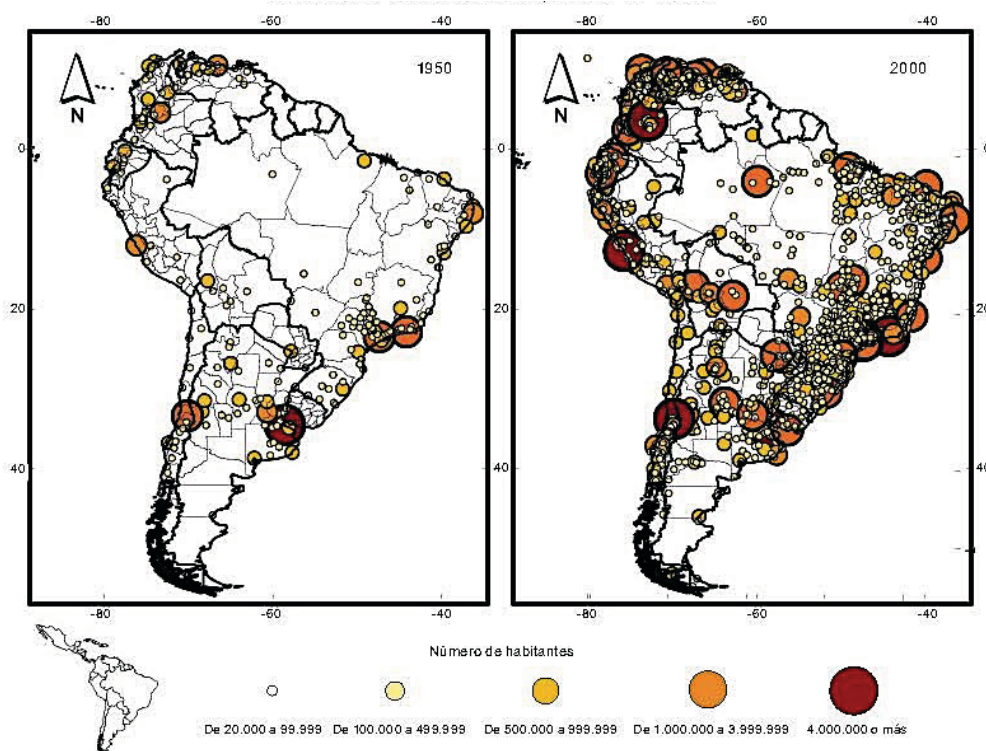 -80 -60 -40 -80 -60 -40
1950 2000
N N
0 0
20 20
40 40
-80 -60 -40 -80 -60 -40
Número de habitantes
De 20.000 a 99.999 De 100.000 a 499.999 De 500.000 a 999.999 De 1.000.000 a 3.999.999 4.000.000 o más